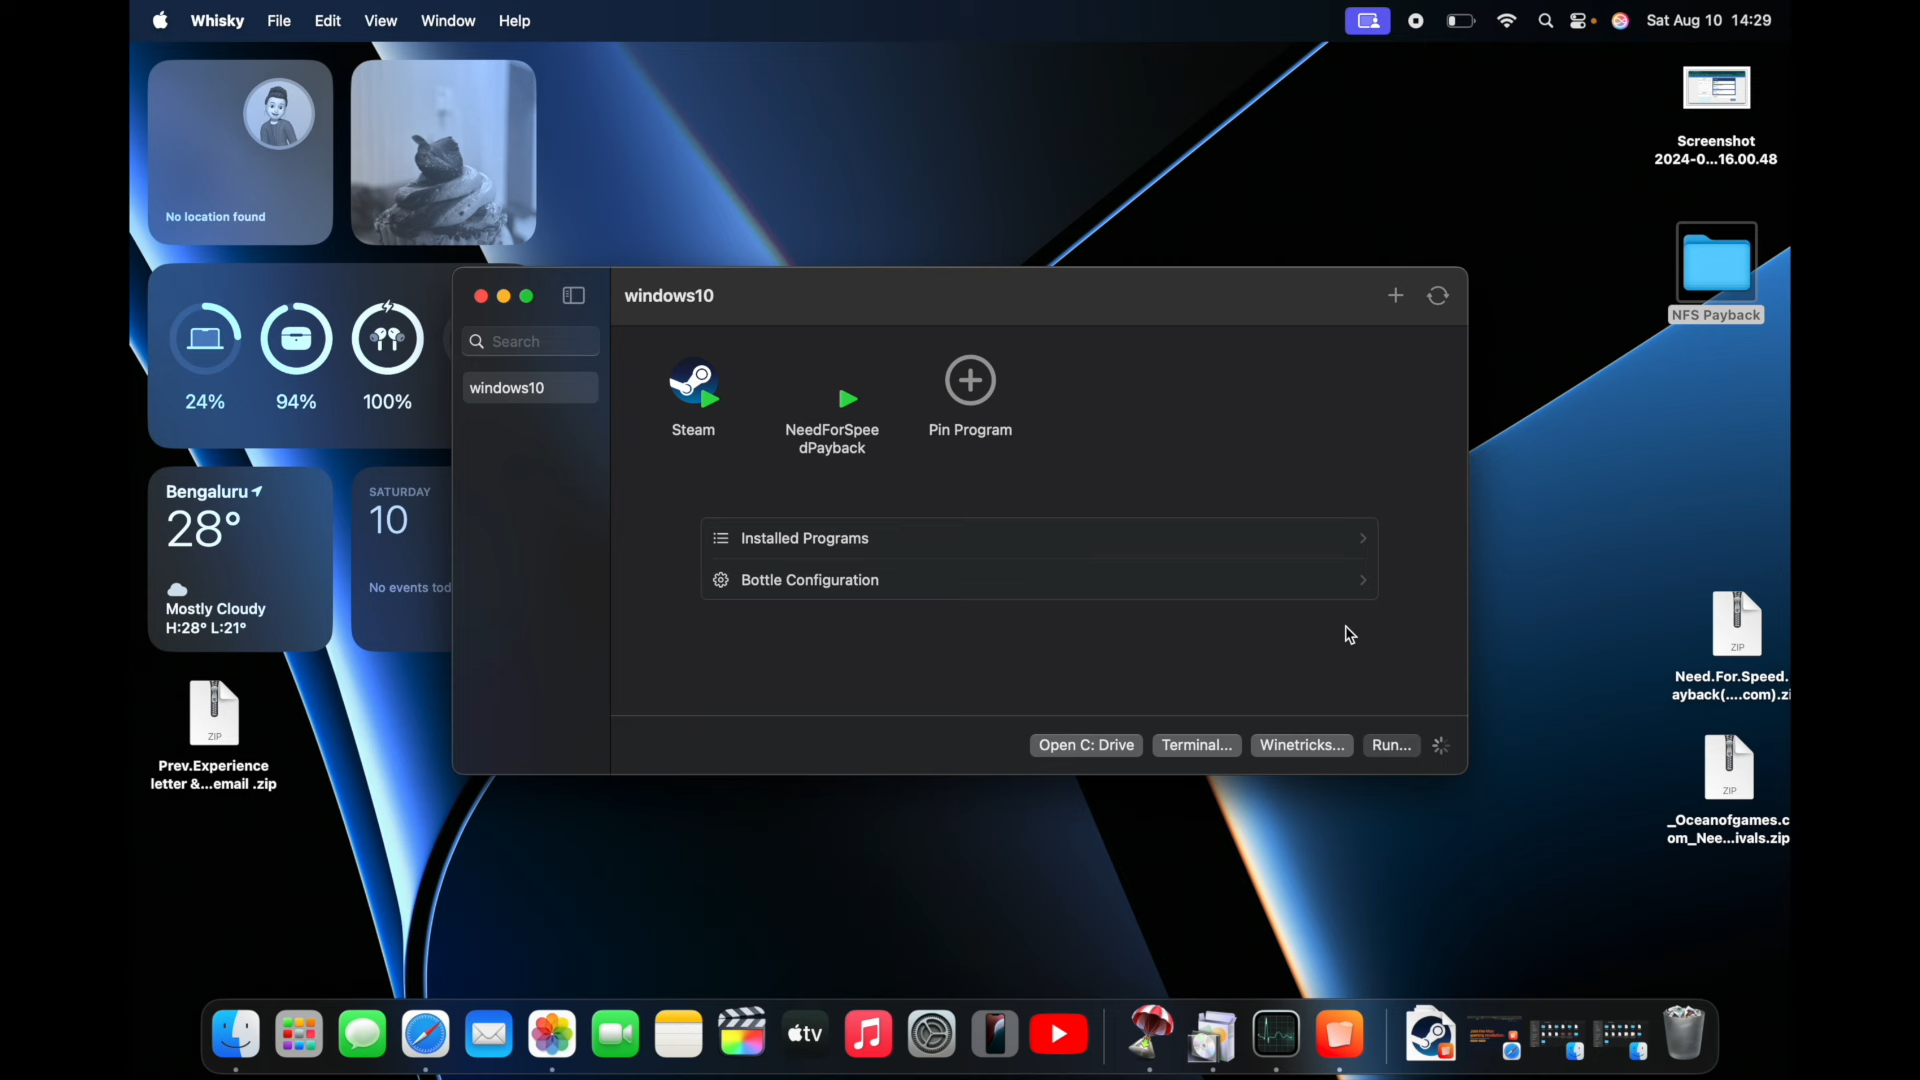 Whisky File Edit View Window Help
Sat Aug 10 14:29
No location found
24% 94% 100%
Bengaluru
28°
Mostly Cloudy
H:28° L:21°
SATURDAY
10
No events tod
ZIP
Prev.Experience
letter &...email .zip
windows10
Search
windows10
Steam
NeedForSpee
dPayback
Pin Program
Installed Programs
Bottle Configuration
Open C: Drive Terminal... Winetricks... Run...
Screenshot
2024-0...16.00.48
NFS Payback
ZIP
Need.For.Speed.
ayback(....com).zi
ZIP
_Oceanofgames.c
om_Nee...ivals.zip
tv